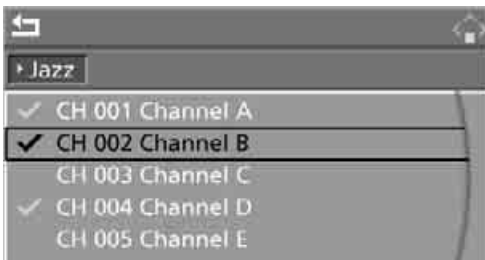 Jazz
CH 001 Channel A
CH 002 Channel B
CH 003 Channel C
CH 004 Channel D
CH 005 Channel E